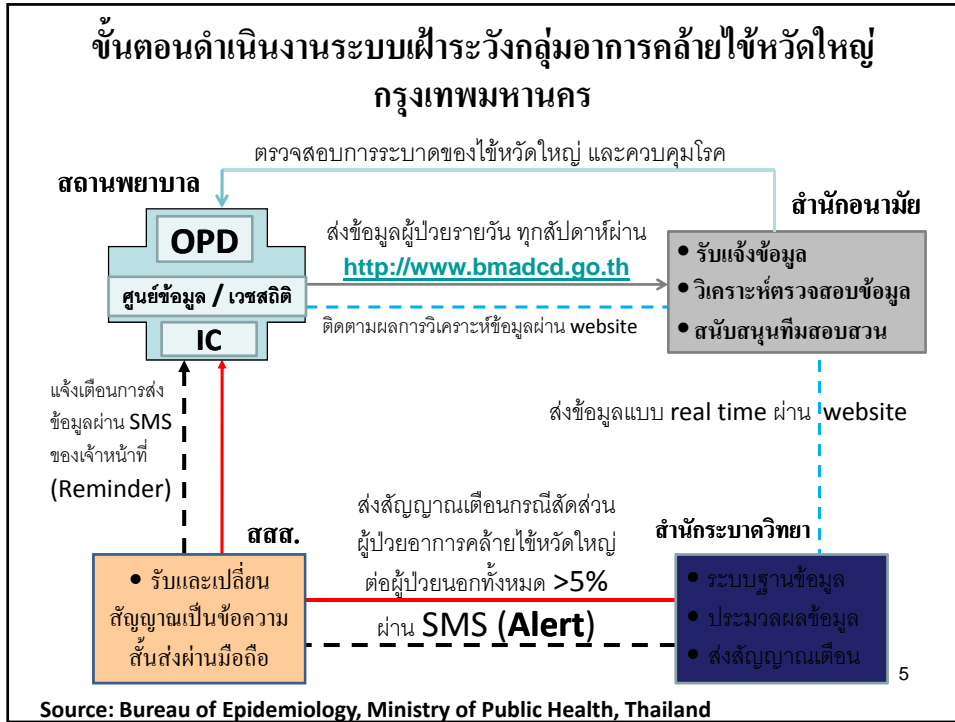 ขั้นตอนดำเนินงานระบบเฝ้าระวังกลุ่มอาการคล้ายไข้หวัดใหญ่
กรุงเทพมหานคร
ตรวจสอบการระบาดของไข้หวัดใหญ่ และควบคุมโรค
สถานพยาบาล
OPD
ศูนย์ข้อมูล / เวชสถิติ
IC
ส่งข้อมูลผู้ป่วยรายวัน ทุกสัปดาห์ผ่าน
http://www.bmadcd.go.th
ติดตามผลการวิเคราะห์ข้อมูลผ่าน website
สำนักอนามัย
• รับแจ้งข้อมูล
• วิเคราะห์ตรวจสอบข้อมูล
• สนับสนุนทีมสอบสวน
แจ้งเตือนการส่ง
ข้อมูลผ่าน SMS
ของเจ้าหน้าที่
(Reminder)
ส่งข้อมูลแบบ real time ผ่าน website
สสส.
• รับและเปลี่ยน
สัญญาณเป็นข้อความ
สั้นส่งผ่านมือถือ
ส่งสัญญาณเตือนกรณีสัดส่วน
ผู้ป่วยอาการคล้ายไข้หวัดใหญ่
ต่อผู้ป่วยนอกทั้งหมด >5%
ผ่าน SMS (Alert)
สำนักระบาดวิทยา
• ระบบฐานข้อมูล
• ประมวลผลข้อมูล
• ส่งสัญญาณเตือน
5
Source: Bureau of Epidemiology, Ministry of Public Health, Thailand